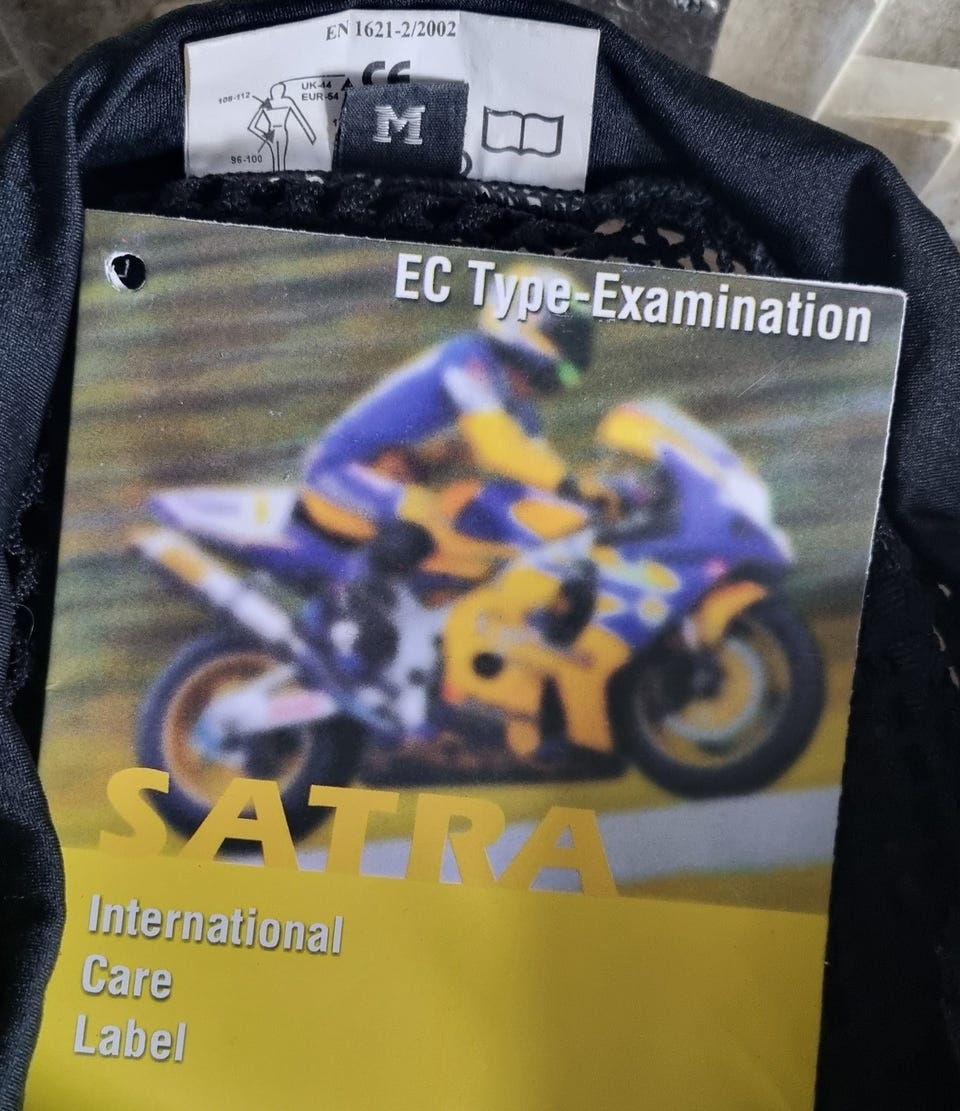 EN 1621-2/2002
CE
108-112
UK-44
EUR-54
M
96-100
EC Type-Examination
SATRA
International
Care
Label